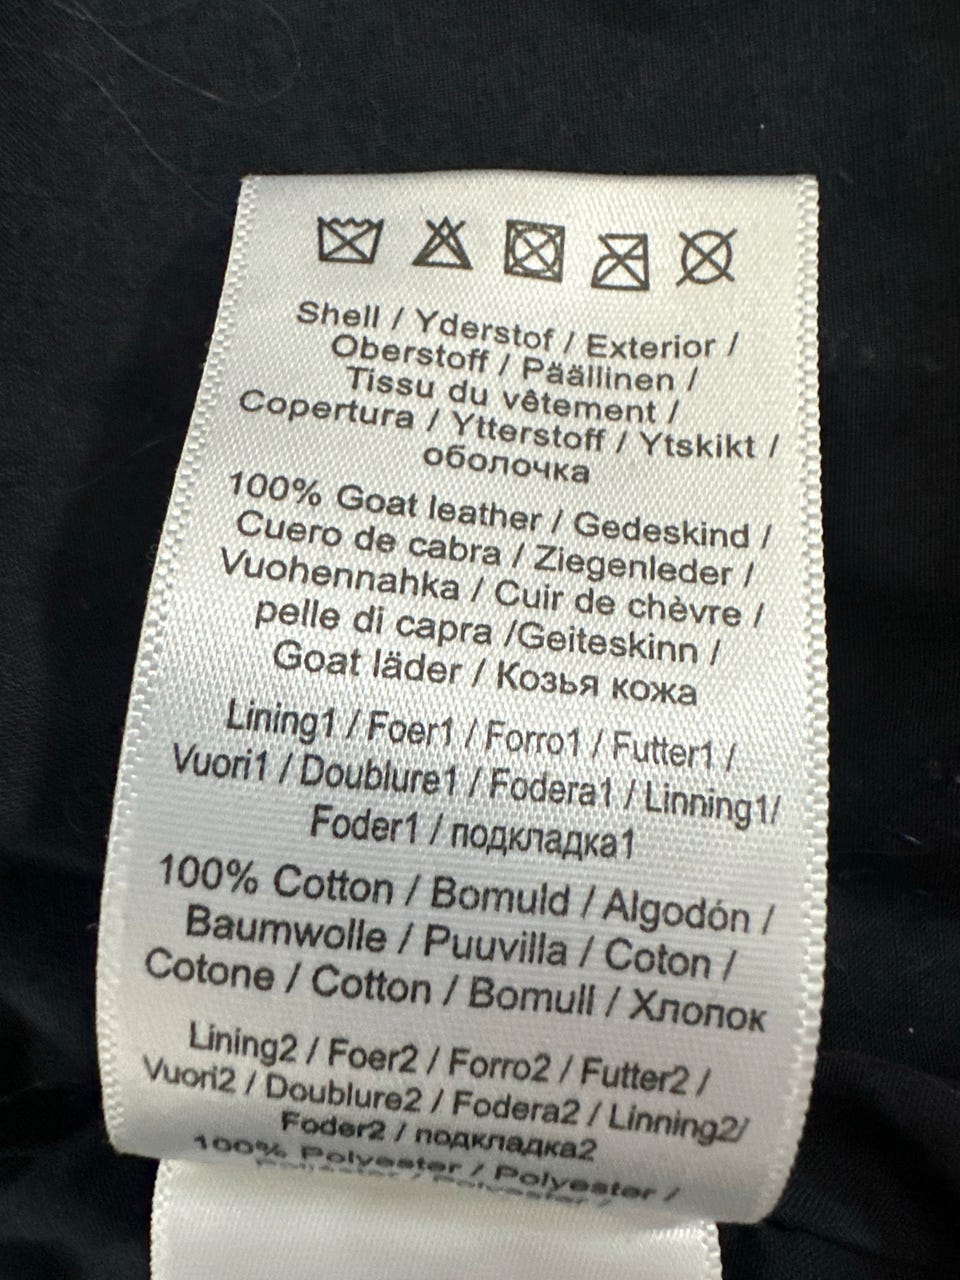 Shell / Yderstof / Exterior /
Oberstoff / Päällinen /
Tissu du vêtement /
Copertura / Ytterstoff / Ytskikt /
оболочка
100% Goat leather / Gedeskind /
Cuero de cabra / Ziegenleder /
Vuohennahka / Cuir de chèvre /
pelle di capra /Geiteskinn /
Goat läder / Козья кожа
Lining1 / Foer1 / Forro1 / Futter1 /
Vuori1 / Doublure1 / Fodera1 / Linning1/
Foder1 / подкладка1
100% Cotton / Bomuld / Algodón /
Baumwolle / Puuvilla / Coton /
Cotone / Cotton / Bomull / Хлопок
Lining2 / Foer2 / Forro2 / Futter2 /
Vuori2 / Doublure2 / Fodera2 / Linning2/
Foder2 / подкладка2
100% Polyester / Polyester /